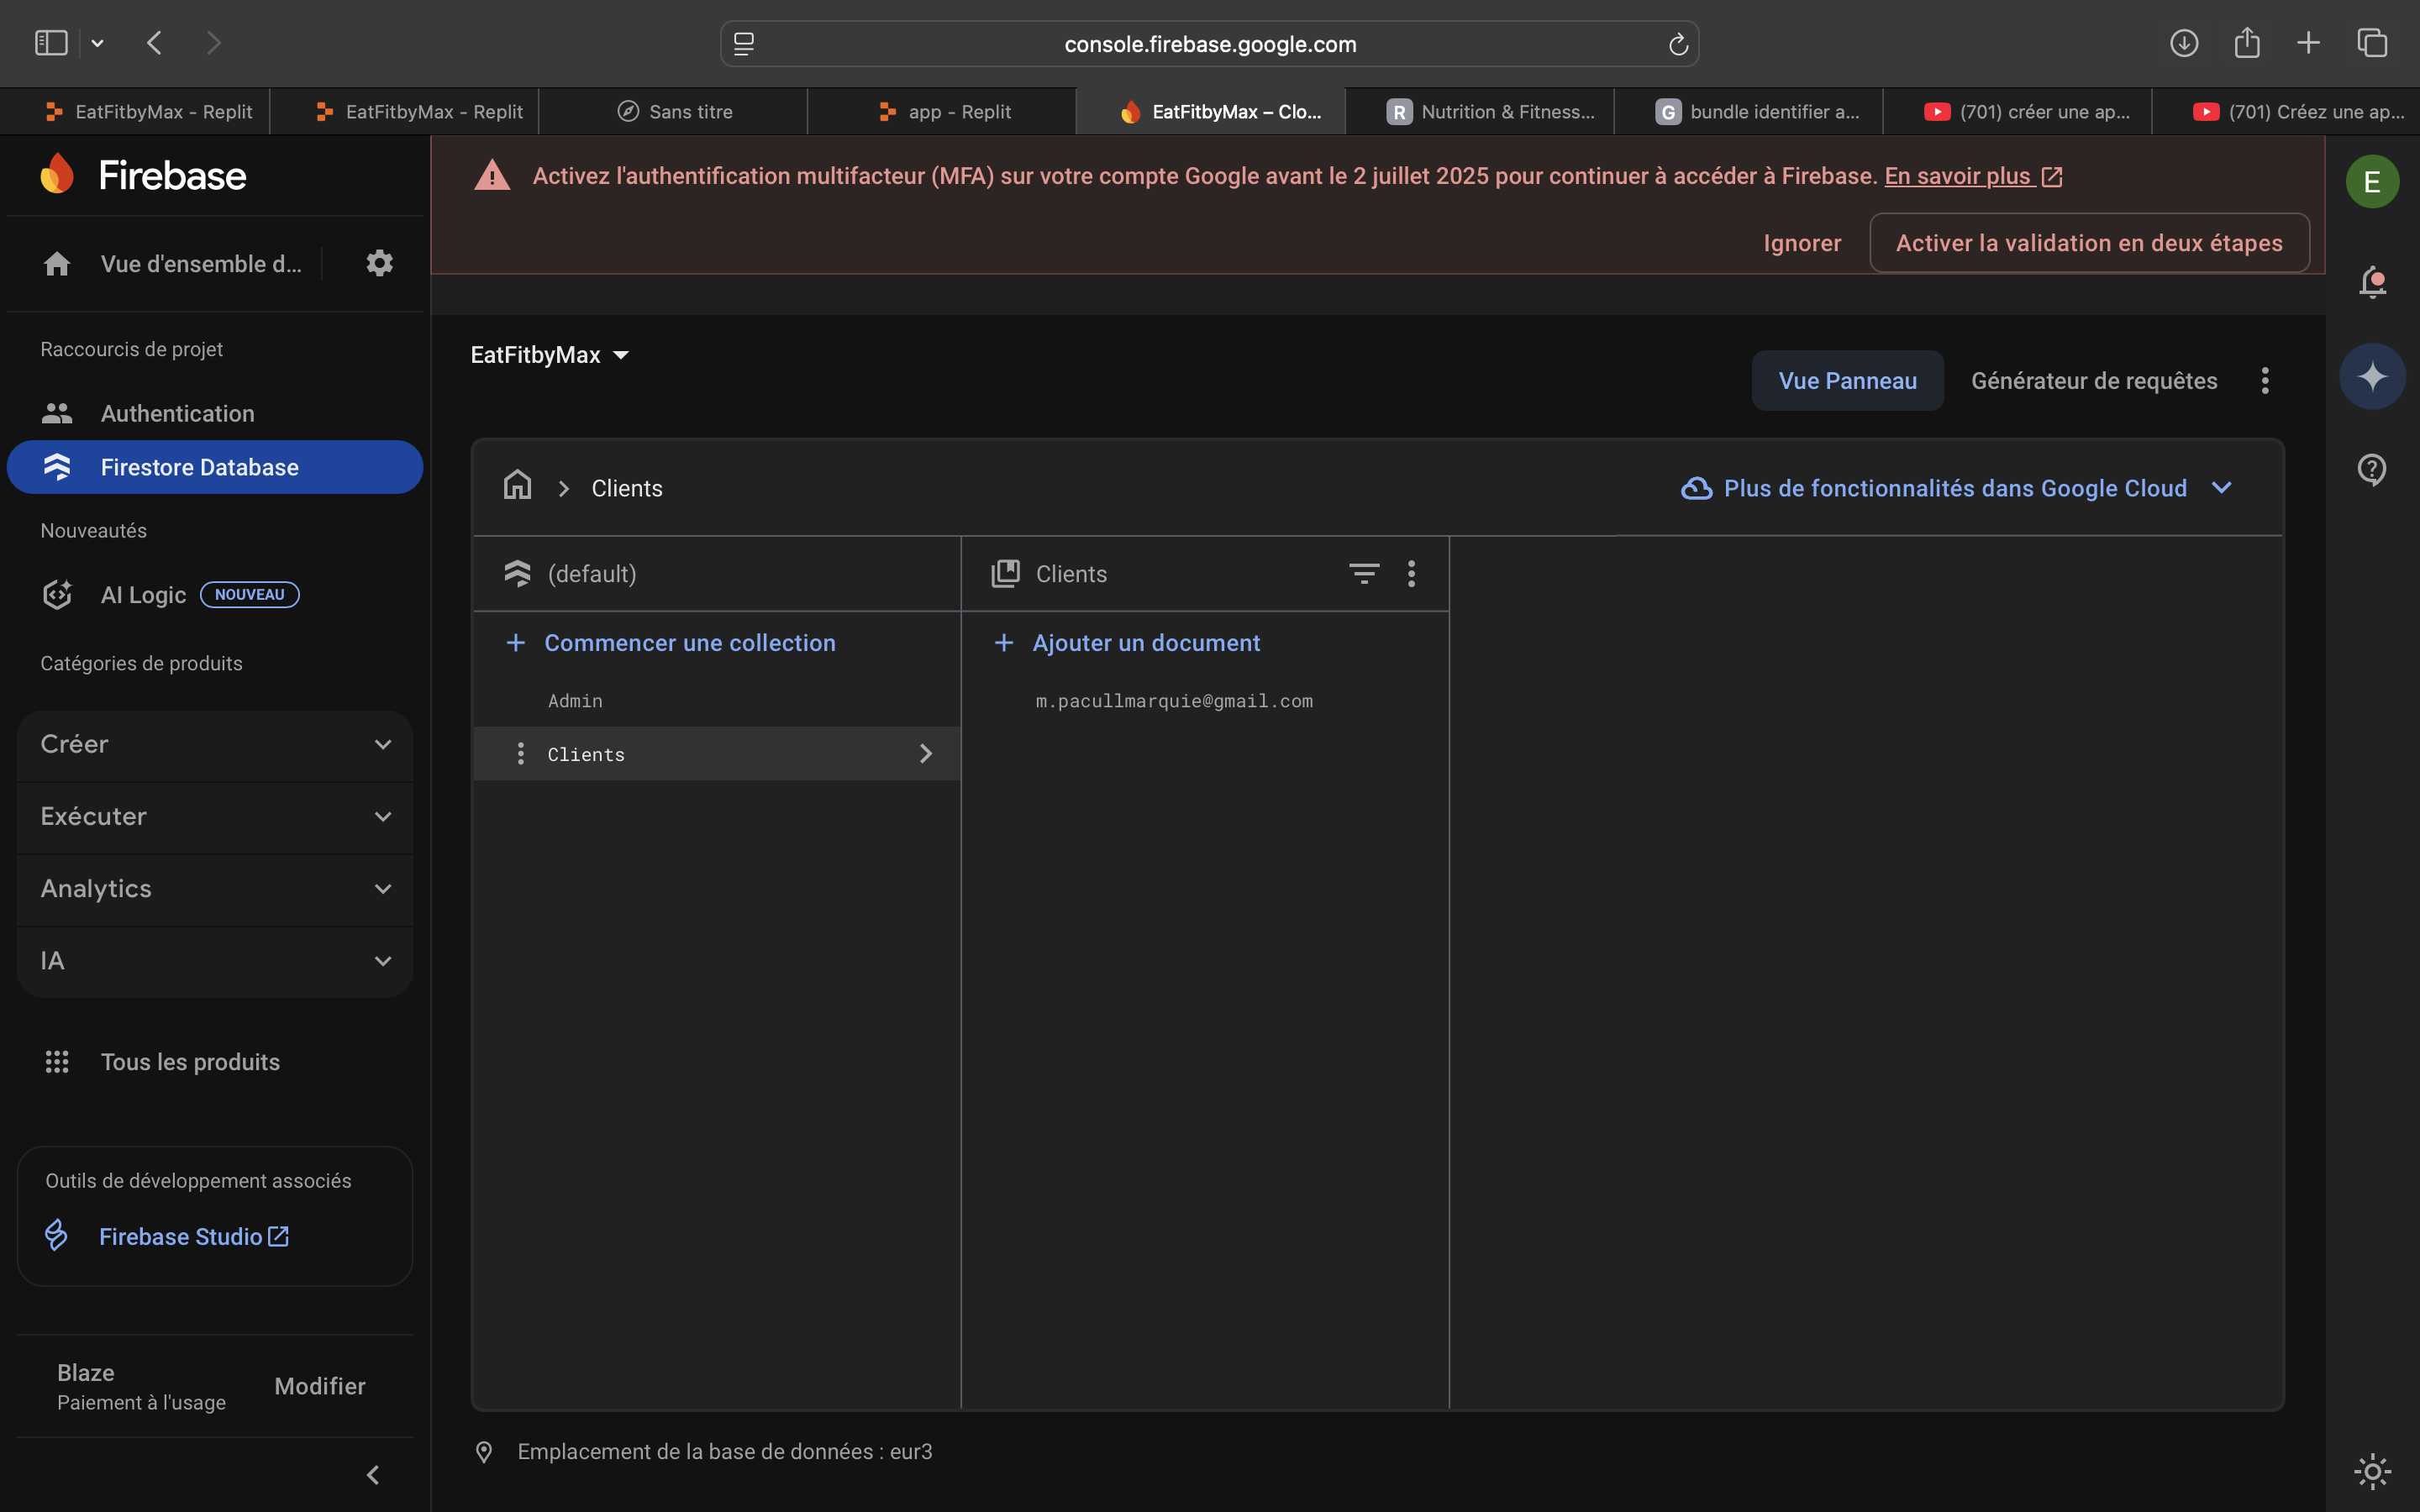 console.firebase.google.com
EatFitbyMax - Replit
EatFitbyMax - Replit
Sans titre
app - Replit
EatFitbyMax – Clo...
R Nutrition & Fitness...
G bundle identifier a...
(701) créer une ap...
(701) Créez une ap...
Firebase
Activez l'authentification multifacteur (MFA) sur votre compte Google avant le 2 juillet 2025 pour continuer à accéder à Firebase. En savoir plus
Ignorer
Activer la validation en deux étapes
E
Vue d'ensemble d...
Raccourcis de projet
Authentication
Firestore Database
Nouveautés
AI Logic NOUVEAU
Catégories de produits
Créer
Exécuter
Analytics
IA
Tous les produits
Outils de développement associés
Firebase Studio
Blaze
Paiement à l'usage
Modifier
EatFitbyMax
Vue Panneau
Générateur de requêtes
Clients
Plus de fonctionnalités dans Google Cloud
(default)
Commencer une collection
Admin
Clients
Clients
Ajouter un document
m.pacullmarquie@gmail.com
Emplacement de la base de données : eur3